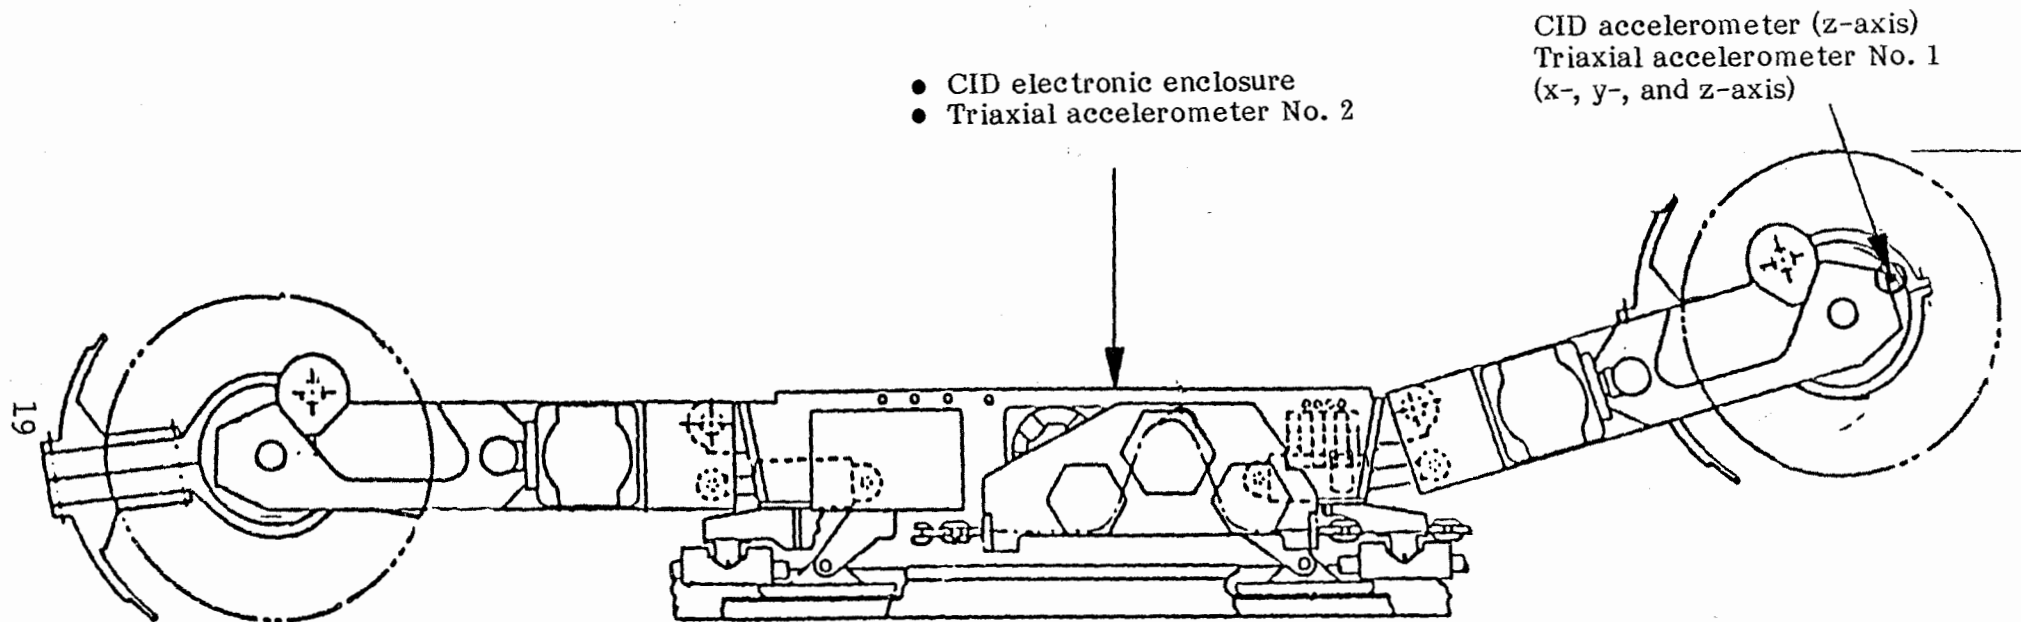 CID accelerometer (z-axis)
Triaxial accelerometer No. 1
(x-, y-, and z-axis)
● CID electronic enclosure
● Triaxial accelerometer No. 2
19